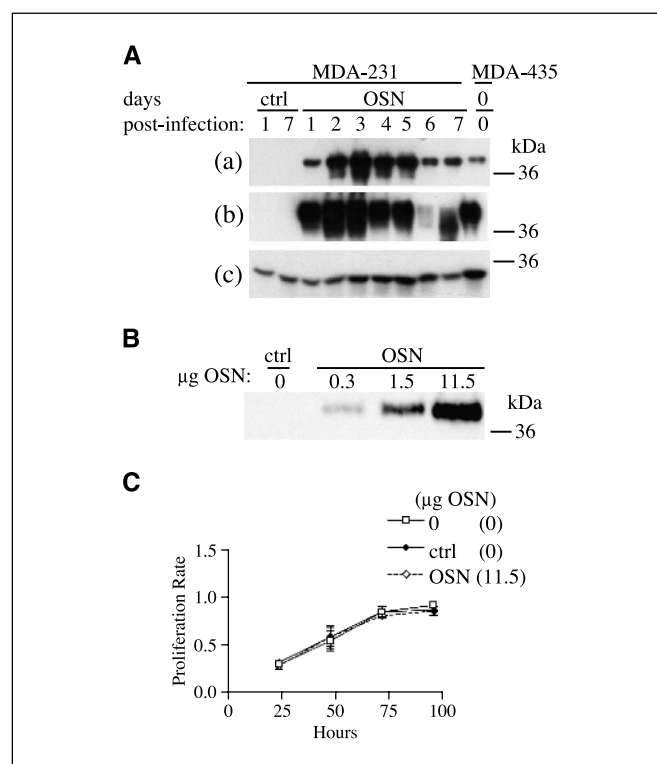 A
MDA-231 MDA-435
days ctrl OSN 0
post-infection: 1 7 1 2 3 4 5 6 7 0
kDa
(a)
36
(b)
36
36
(c)
B
ctrl OSN
µg OSN: 0 0.3 1.5 11.5
kDa
36
C
(µg OSN)
0 (0)
ctrl (0)
OSN (11.5)
1.5
1.0
0.5
0.0
Proliferation Rate
0 25 50 75 100
Hours